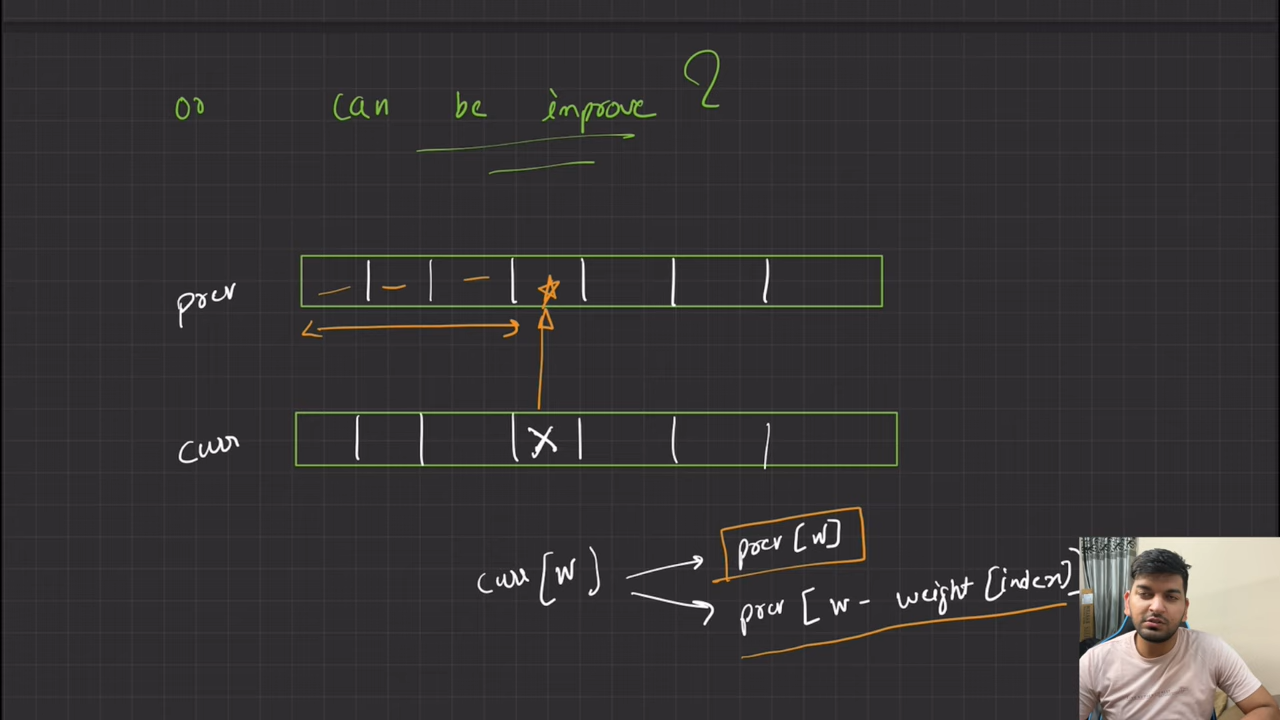 or can be improve ?
prev
curr
curr[w]
prev[w]
prev[w- weight[index]]